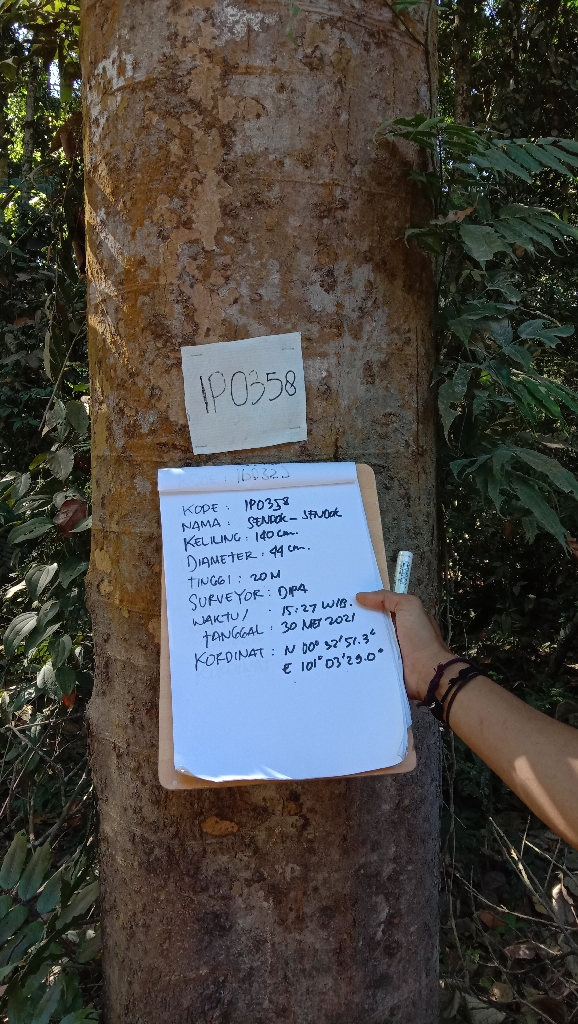 IP0358
KODE : IP0358
NAMA : SENDOK - SENDOK
KELILING : 140 cm.
DIAMETER : 44 cm.
TINGGI : 20 M
SURVEYOR : DIPA
WAKTU / : 15:27 WIB.
TANGGAL : 30 MEI 2021
KORDINAT : N 00° 32' 51.3"
E 101° 03' 29.0"